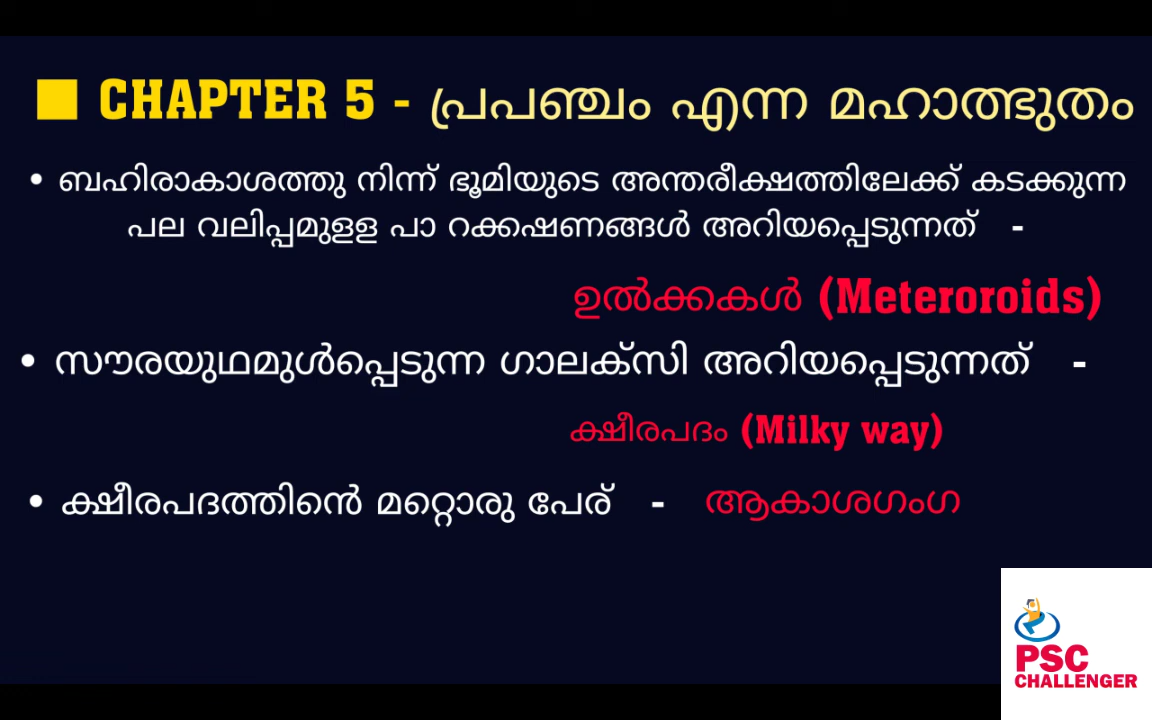 CHAPTER 5 - പ്രപഞ്ചം എന്ന മഹാത്ഭുതം
• ബഹിരാകാശത്തു നിന്ന് ഭൂമിയുടെ അന്തരീക്ഷത്തിലേക്ക് കടക്കുന്ന
പല വലിപ്പമുളള പാ റക്കഷണങ്ങൾ അറിയപ്പെടുന്നത് -
ഉൽക്കകൾ (Meteroroids)
• സൗരയുഥമുൾപ്പെടുന്ന ഗാലക്സി അറിയപ്പെടുന്നത് -
ക്ഷീരപദം (Milky way)
• ക്ഷീരപദത്തിൻെ മറ്റൊരു പേര് - ആകാശഗംഗ
PSC
CHALLENGER